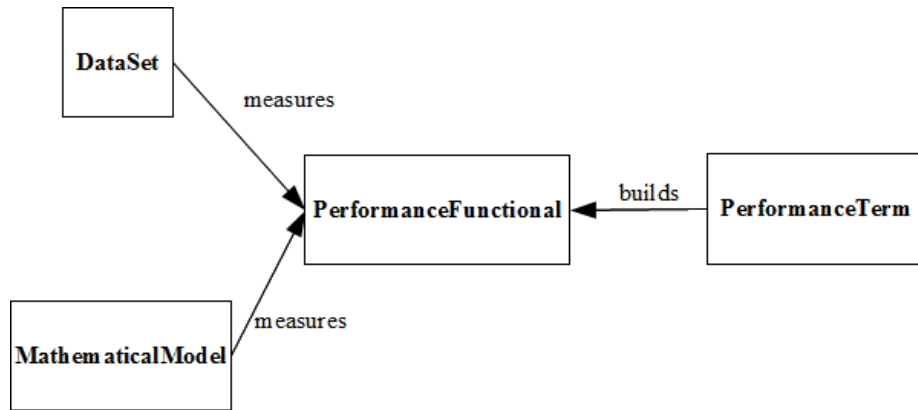 DataSet
measures
PerformanceFunctional
builds
PerformanceTerm
measures
MathematicalModel